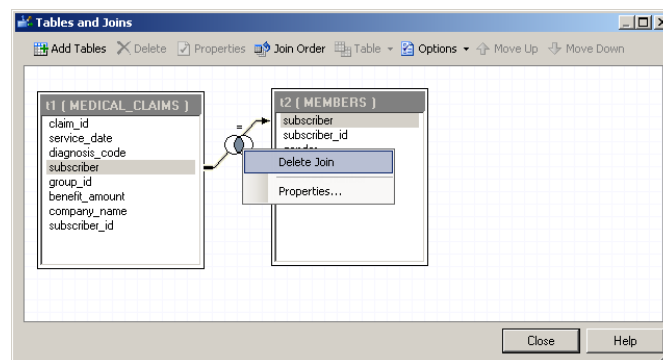 Tables and Joins
Add Tables Delete Properties Join Order Table Options Move Up Move Down
t1 ( MEDICAL_CLAIMS )
claim_id
service_date
diagnosis_code
subscriber
group_id
benefit_amount
company_name
subscriber_id
=
t2 ( MEMBERS )
subscriber
subscriber_id
Delete Join
Properties...
Close Help